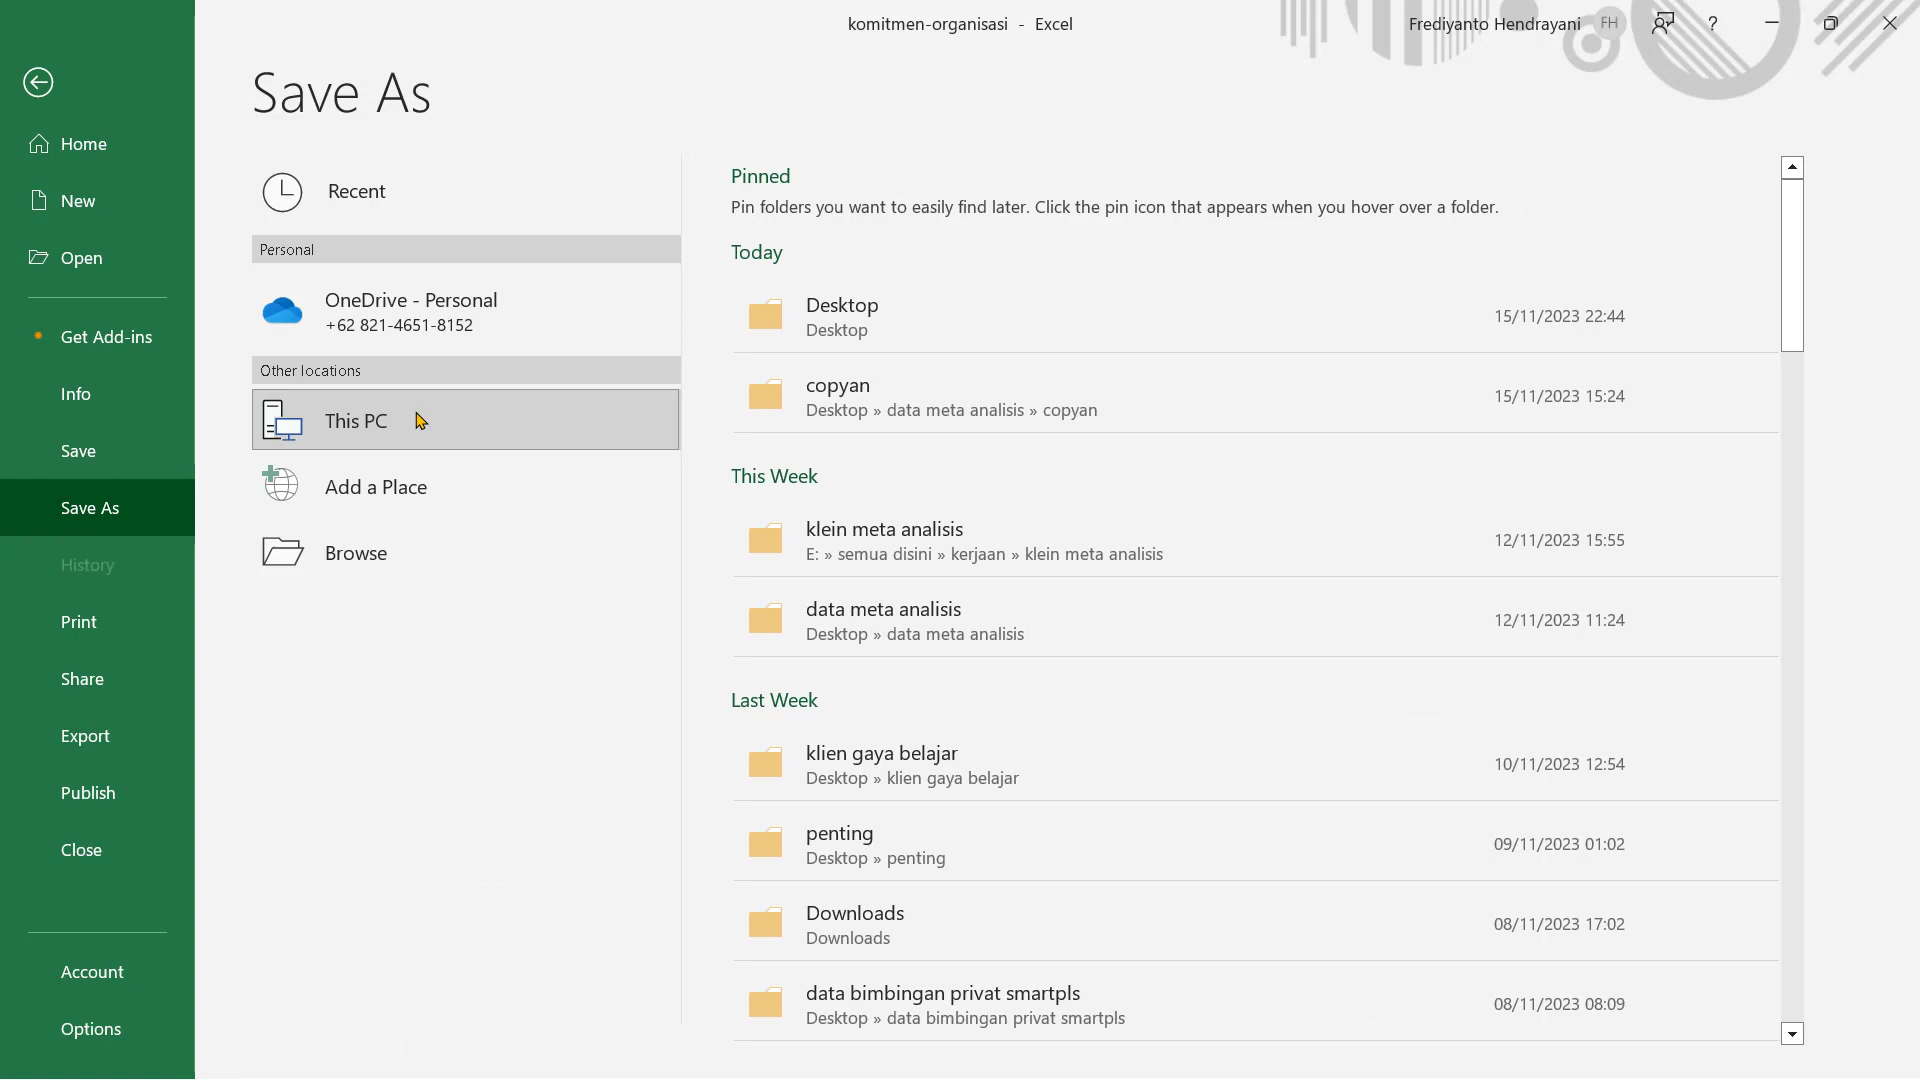 komitmen-organisasi - Excel
Frediyanto Hendrayani FH ?
Home
New
Open
Get Add-ins
Info
Save
Save As
History
Print
Share
Export
Publish
Close
Account
Options
Save As
Recent
Personal
OneDrive - Personal
+62 821-4651-8152
Other locations
This PC
Add a Place
Browse
Pinned
Pin folders you want to easily find later. Click the pin icon that appears when you hover over a folder.
Today
Desktop
Desktop
15/11/2023 22:44
copyan
Desktop » data meta analisis » copyan
15/11/2023 15:24
This Week
klein meta analisis
E: » semua disini » kerjaan » klein meta analisis
12/11/2023 15:55
data meta analisis
Desktop » data meta analisis
12/11/2023 11:24
Last Week
klien gaya belajar
Desktop » klien gaya belajar
10/11/2023 12:54
penting
Desktop » penting
09/11/2023 01:02
Downloads
Downloads
08/11/2023 17:02
data bimbingan privat smartpls
Desktop » data bimbingan privat smartpls
08/11/2023 08:09